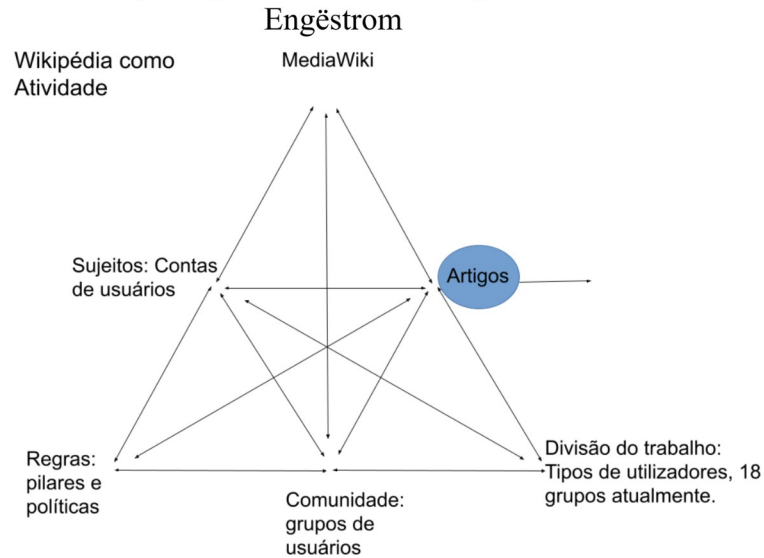 Engëstrom
Wikipédia como
Atividade
MediaWiki
Sujeitos: Contas
de usuários
Artigos
Regras:
pilares e
políticas
Comunidade:
grupos de
usuários
Divisão do trabalho:
Tipos de utilizadores, 18
grupos atualmente.